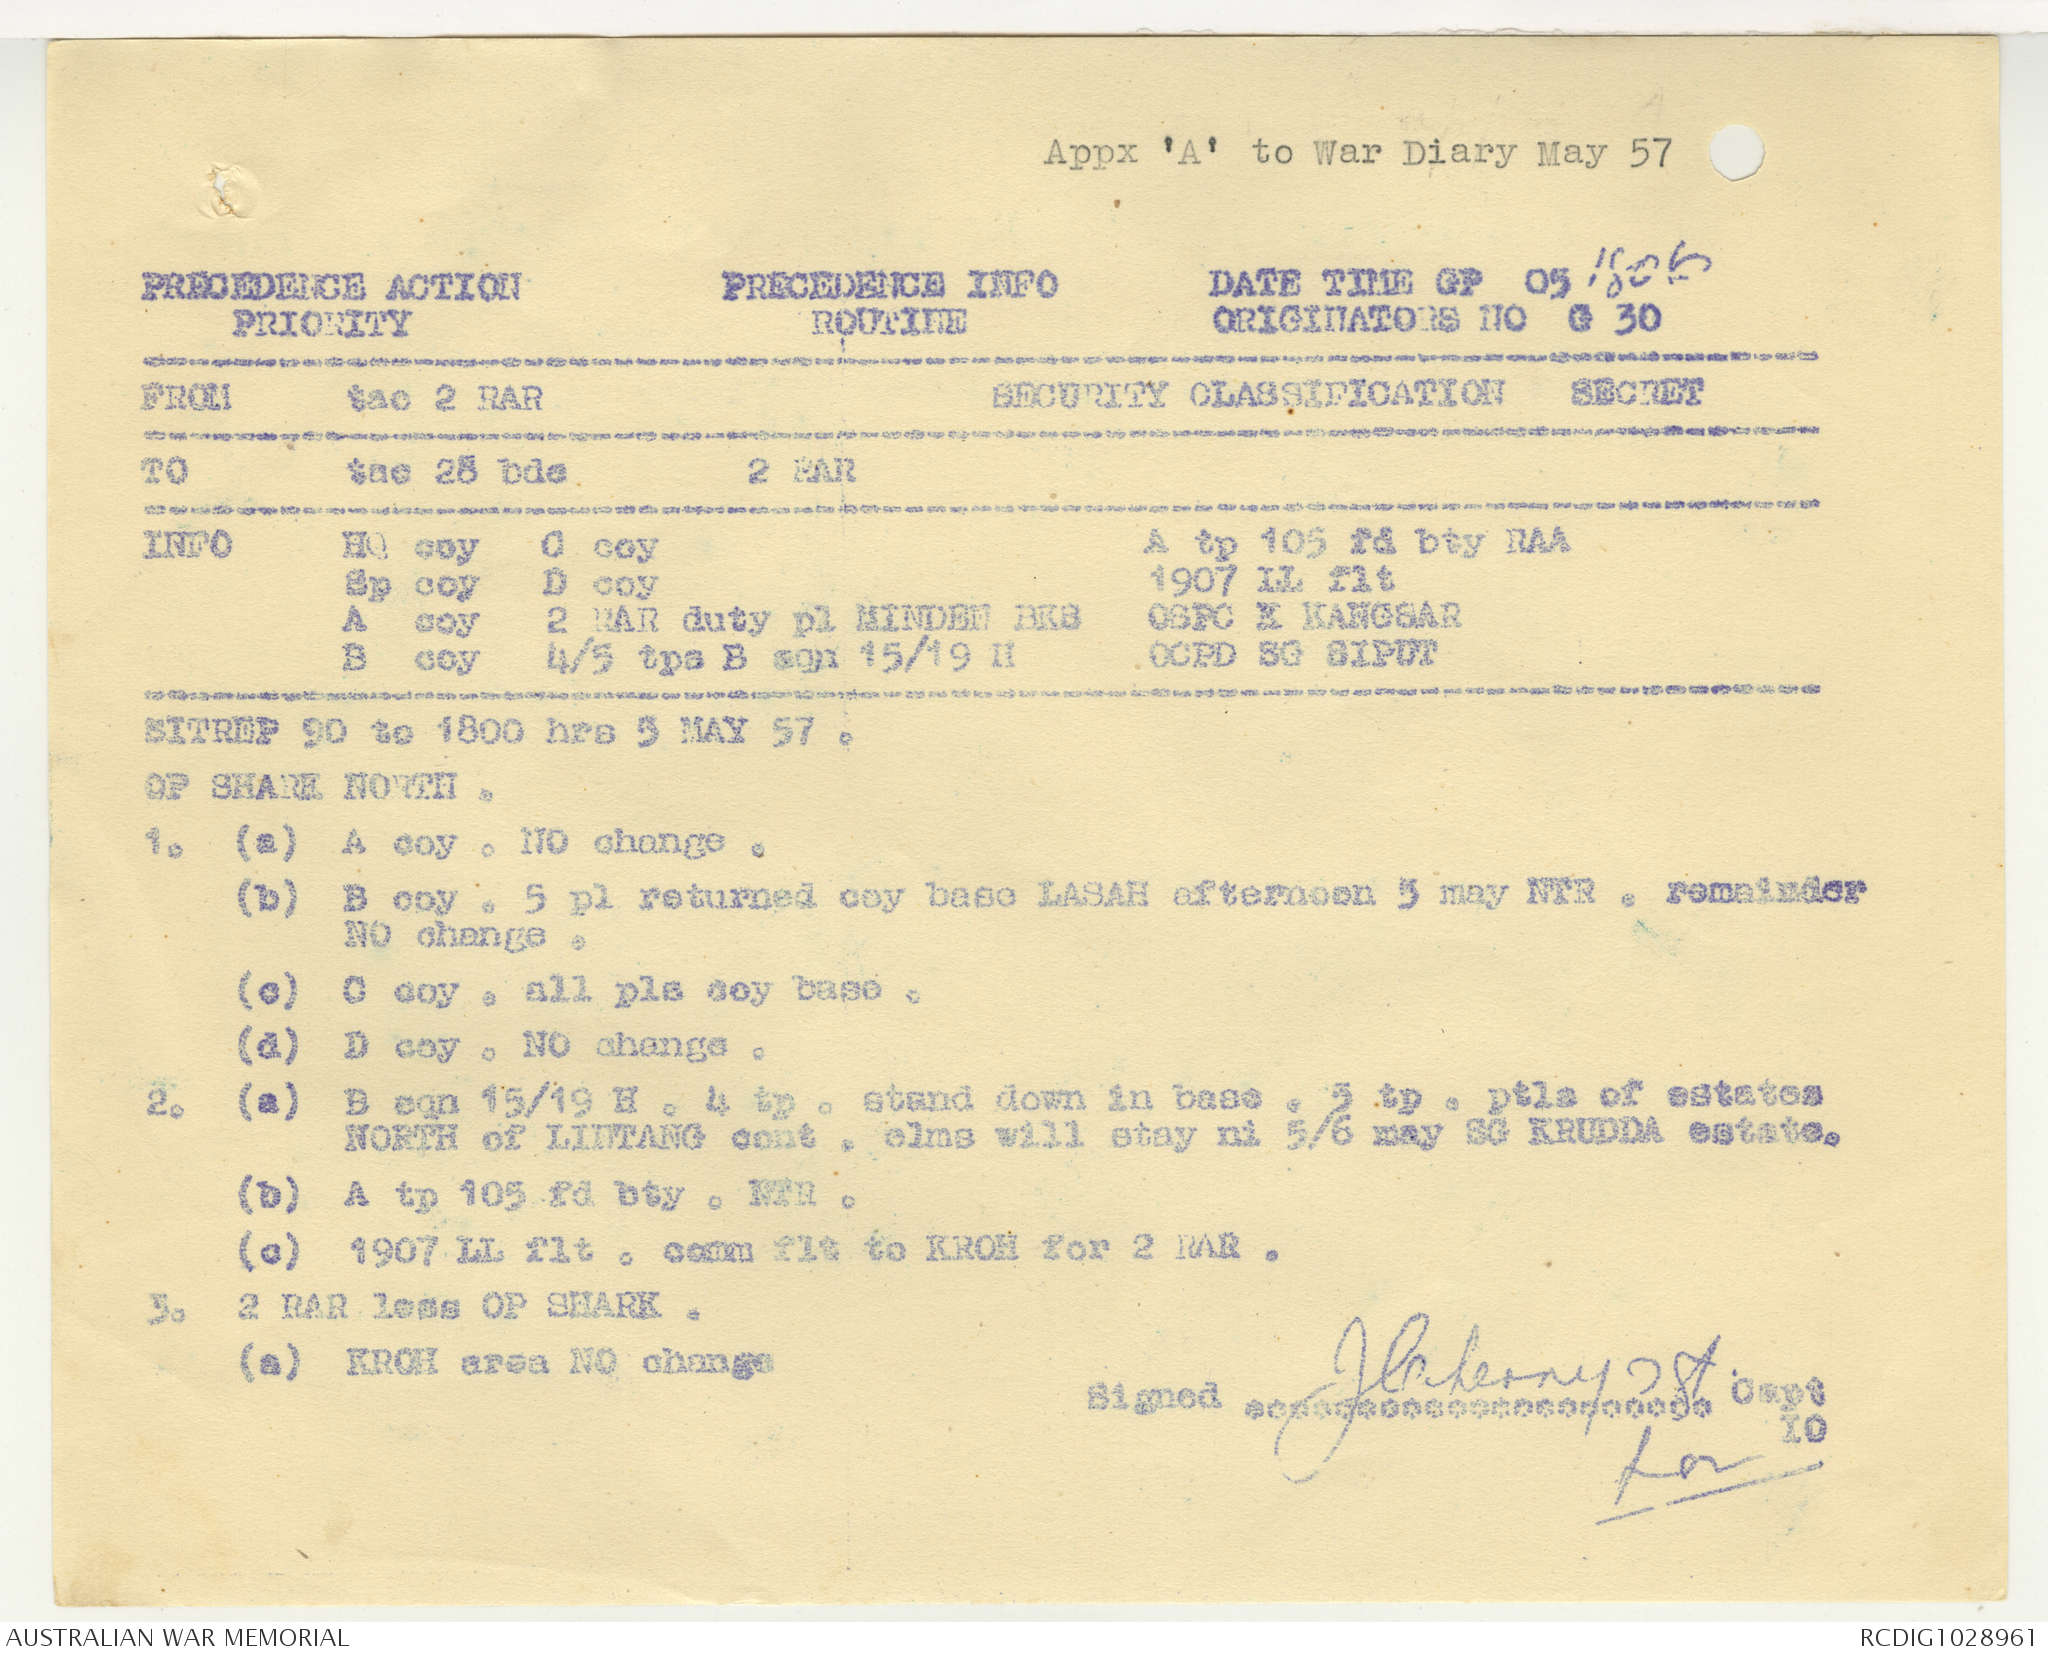 Appx 'A' to War Diary May 57
PRECEDENCE ACTION PRECEDENCE INFO DATE TIME GP 05
PRIORITY ROUTINE ORIGINATORS NO G 30
FROM tac 2 RAR SECURITY CLASSIFICATION SECRET
TO tac 28 bde 2 RAR
INFO HQ coy C coy A tp 105 fd bty RAA
Sp coy D coy 1907 LL flt
A coy 2 RAR duty pl MINDEN BKS OSPC K KANGSAR
B coy 4/5 tps B sqn 15/19 H OCPD SG SIPUT
SITREP 90 to 1800 hrs 5 MAY 57 .
OP SHARK NORTH .
1. (a) A coy . NO change .
(b) B coy . 5 pl returned coy base LASAH afternoon 5 may NTR . remainder
NO change .
(c) C coy . all pls coy base .
(d) D coy . NO change .
2. (a) B sqn 15/19 H . 4 tp . stand down in base . 5 tp . ptls of estates
NORTH of LINTANG cont . elms will stay ni 5/6 may SG KRUDDA estate.
(b) A tp 105 fd bty . NTR .
(c) 1907 LL flt . comm flt to KROH for 2 RAR .
3. 2 RAR less OP SHARK .
(a) KROH area NO change
Signed Capt
IO
for
AUSTRALIAN WAR MEMORIAL RCDIG1028961